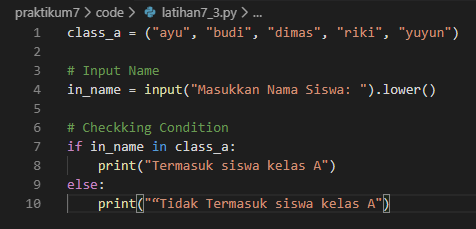 praktikum7 > code > latihan7_3.py > ...
1 class_a = ("ayu", "budi", "dimas", "riki", "yuyun")
2
3 # Input Name
4 in_name = input("Masukkan Nama Siswa: ").lower()
5
6 # Checkking Condition
7 if in_name in class_a:
8     print("Termasuk siswa kelas A")
9 else:
10     print("“Tidak Termasuk siswa kelas A")